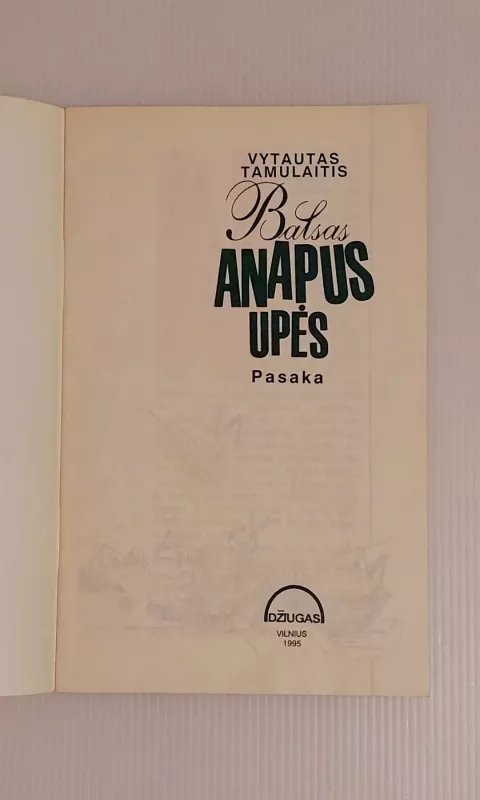 VYTAUTAS
TAMULAITIS
Balsas
ANAPUS
UPĖS
Pasaka
DŽIUGAS
VILNIUS
1995